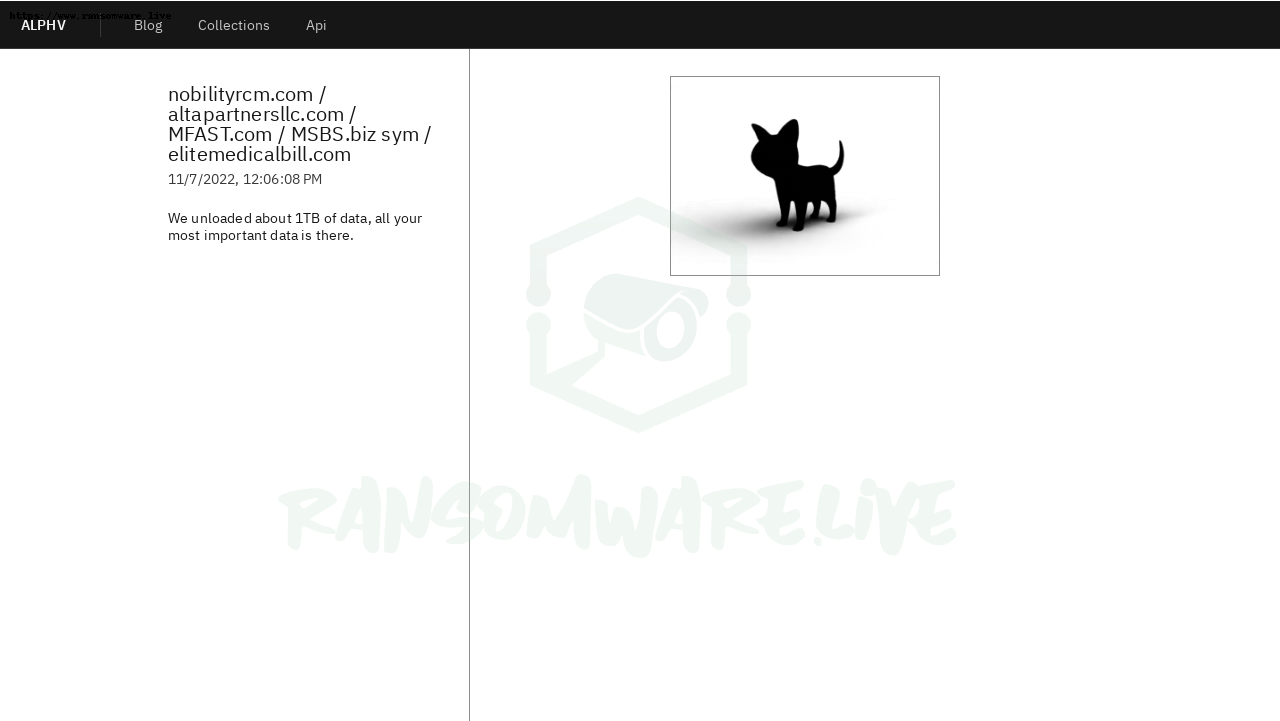 https://www.ransomware.live
ALPHV
Blog
Collections
Api
nobilityrcm.com /
altapartnersllc.com /
MFAST.com / MSBS.biz sym /
elitemedicalbill.com
11/7/2022, 12:06:08 PM
We unloaded about 1TB of data, all your
most important data is there.
RANSOMWARE.LIVE